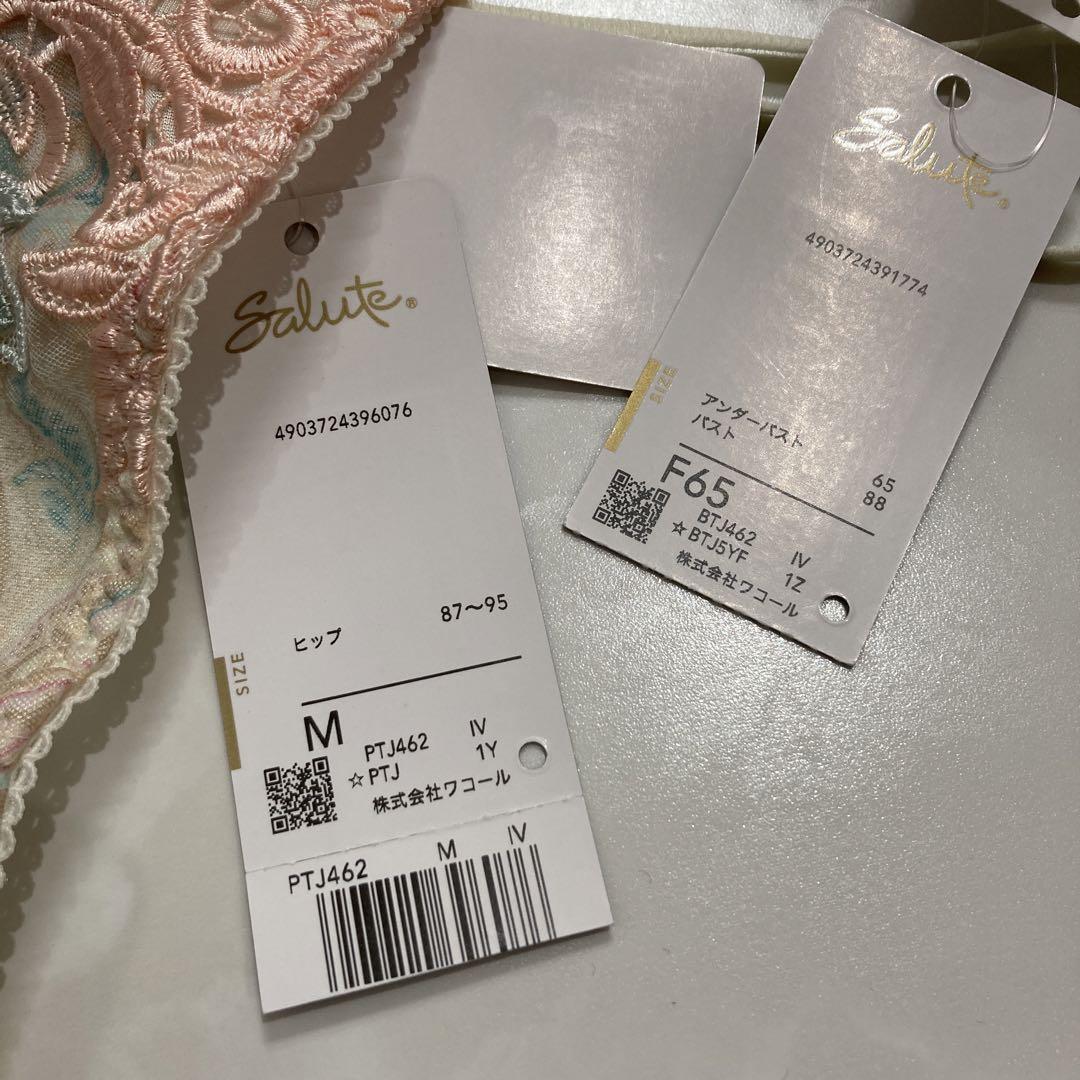 Salute®
4903724396076
ヒップ 87～95
SIZE
M
PTJ462 IV
☆PTJ 1Y
株式会社ワコール
PTJ462 M IV
Salute®
4903724391774
SIZE
アンダーバスト 65
バスト 88
F65
BTJ462 IV
☆BTJ5YF 1Z
株式会社ワコール